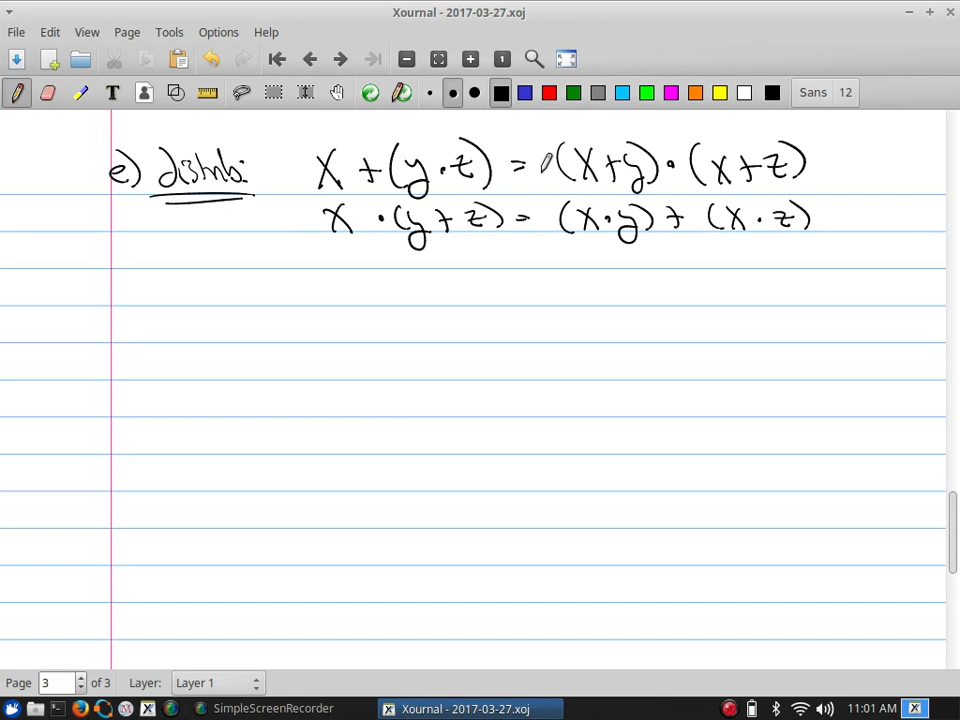 Xournal - 2017-03-27.xoj
File Edit View Page Tools Options Help
Sans 12
e) Distrib: X + (y · z) = (X + y) · (x + z)
X · (y + z) = (X · y) + (X · z)
Page 3 of 3 Layer: Layer 1
SimpleScreenRecorder Xournal - 2017-03-27.xoj 11:01 AM